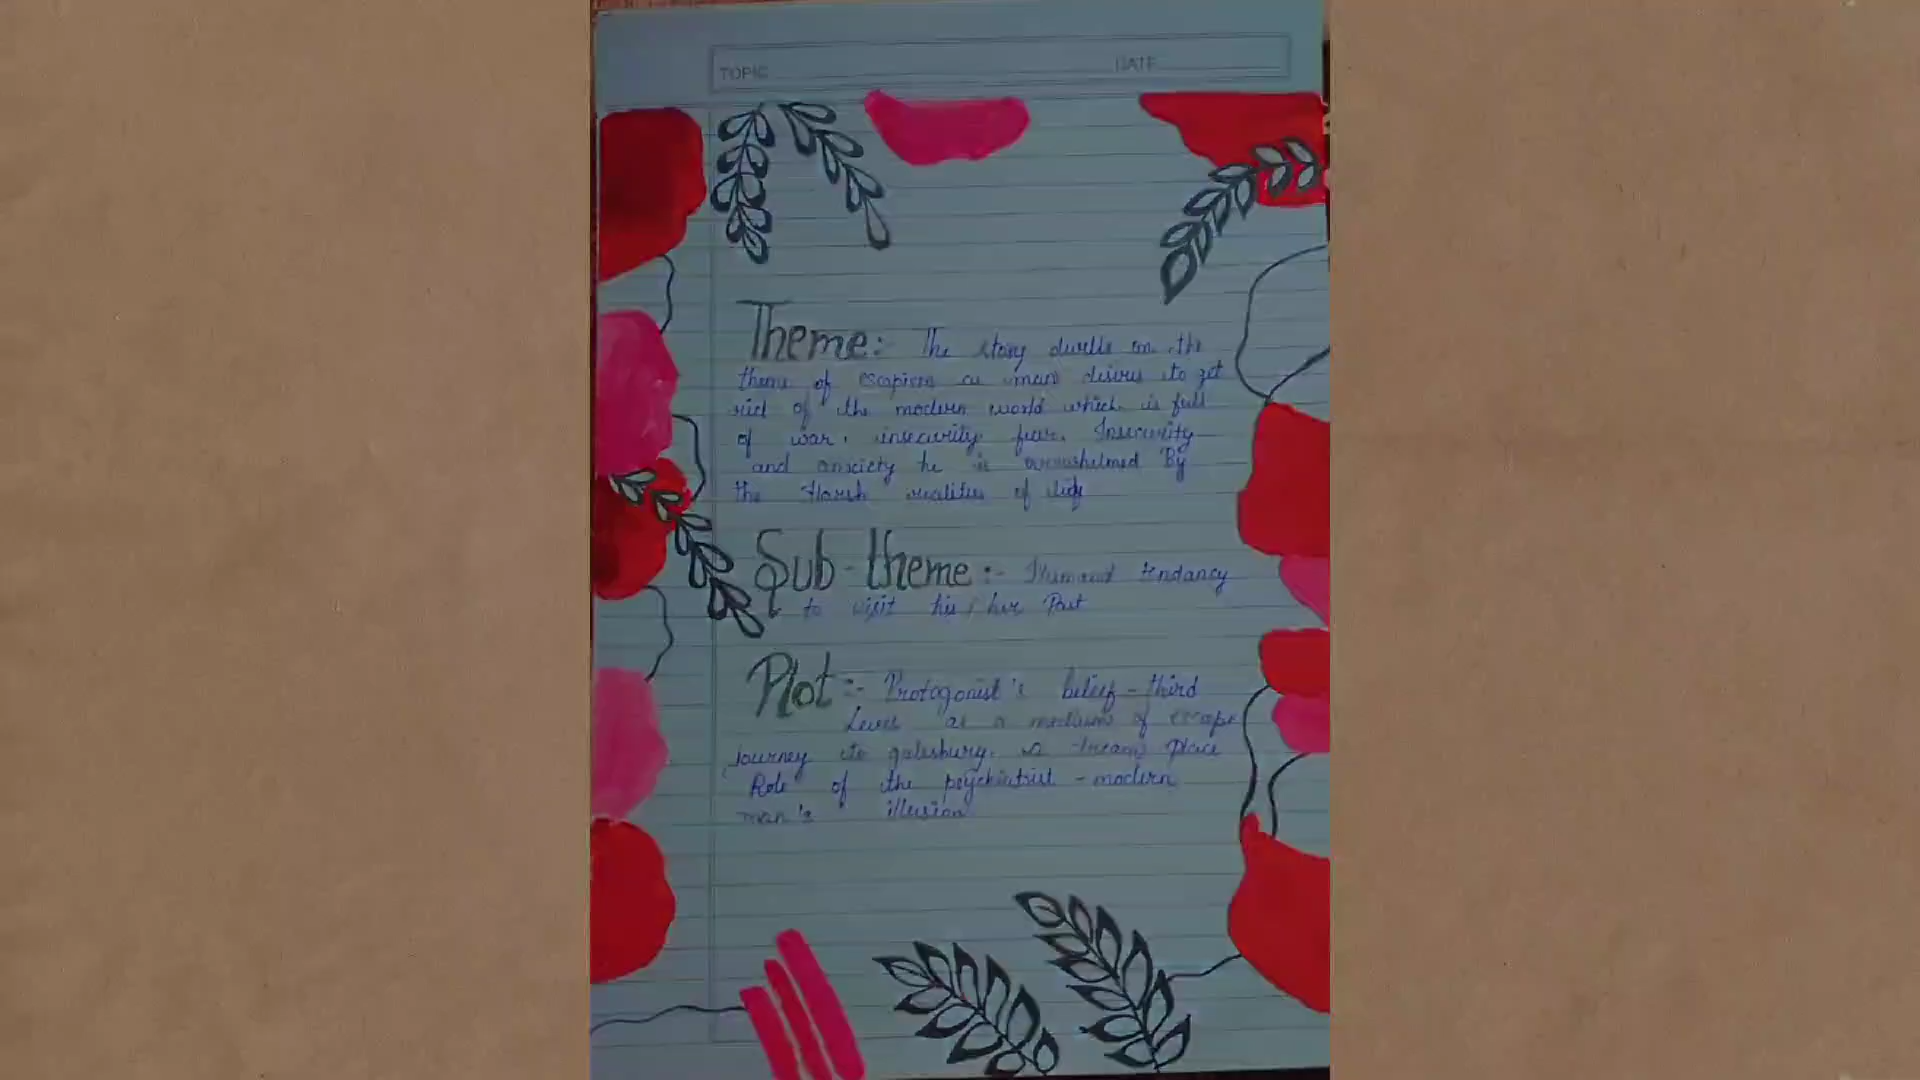 TOPIC DATE
Theme:- The story dwells on the
theme of escapism as man desires to get
rid of the modern world which is full
of war, insecurity fear. Insecurity
and anxiety he is overwhelmed By
the Harsh realities of life
Sub-theme:- Human tendancy
to visit his/her Past
Plot:- Protagonist's belief-third
Level as a medium of escape
Journey to galesburg, a dream place
Role of the psychiatrist - modern
man's illusion